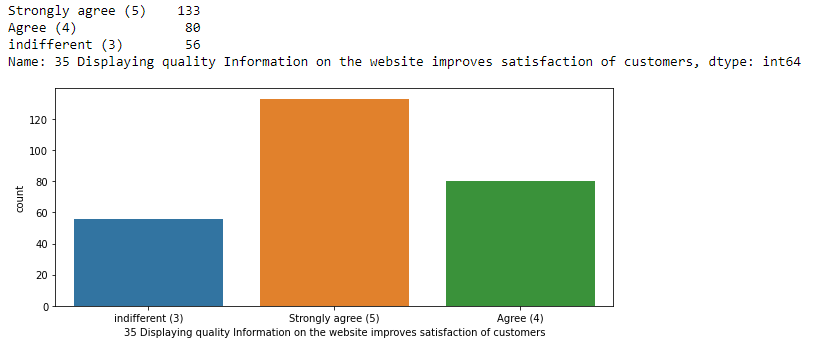 Strongly agree (5)    133
Agree (4)              80
indifferent (3)        56
Name: 35 Displaying quality Information on the website improves satisfaction of customers, dtype: int64
120
100
80
60
40
20
0
count
indifferent (3)    Strongly agree (5)    Agree (4)
35 Displaying quality Information on the website improves satisfaction of customers